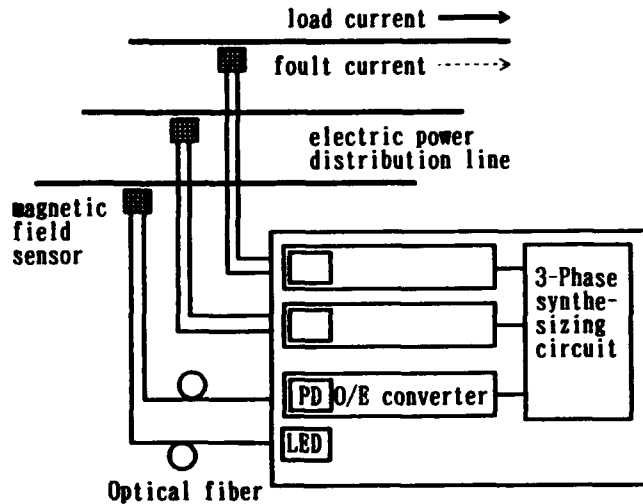 load current
foult current
electric power
distribution line
magnetic
field
sensor
3-Phase
synthe-
sizing
circuit
PD O/E converter
LED
Optical fiber